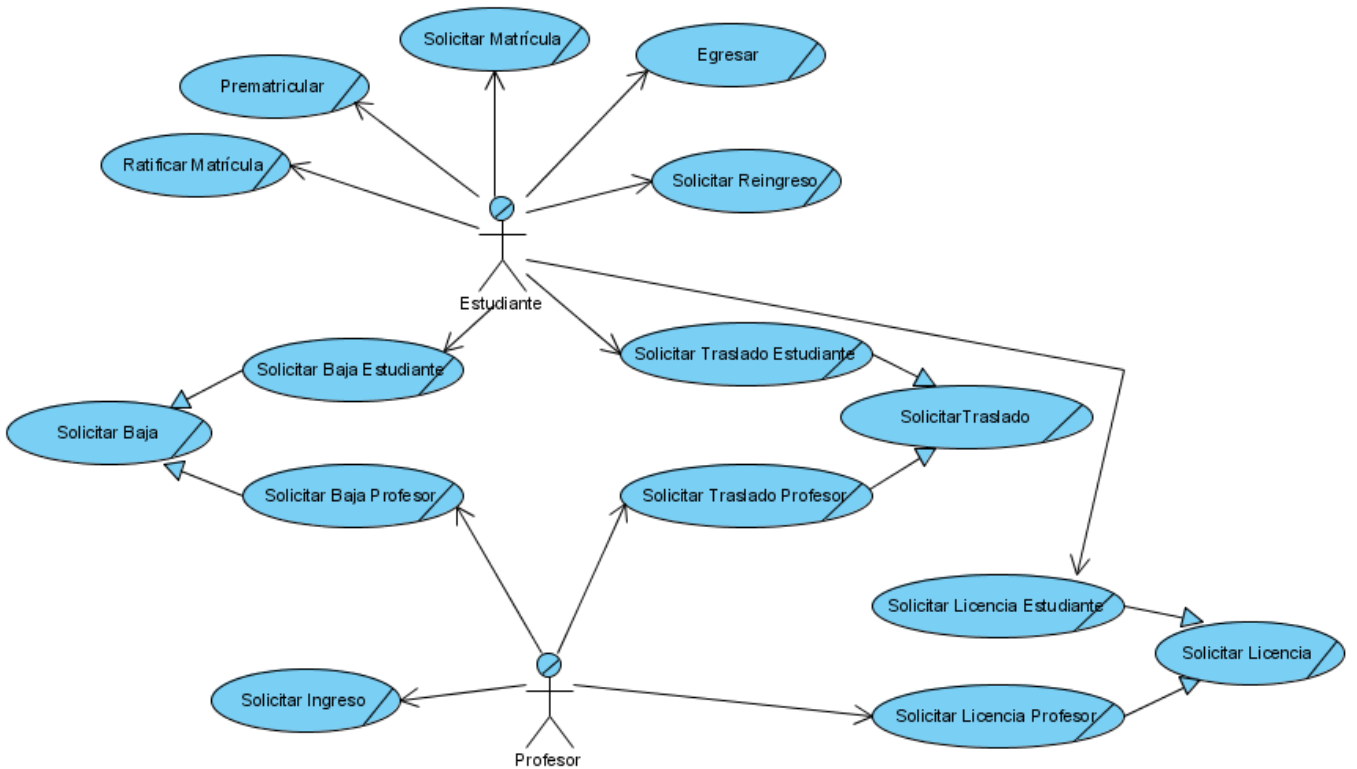 Solicitar Matrícula
Egresar
Prematricular
Ratificar Matrícula
Solicitar Reingreso
Estudiante
Solicitar Baja Estudiante
Solicitar Traslado Estudiante
Solicitar Baja
SolicitarTraslado
Solicitar Baja Profesor
Solicitar Traslado Profesor
Solicitar Licencia Estudiante
Solicitar Licencia
Solicitar Ingreso
Solicitar Licencia Profesor
Profesor